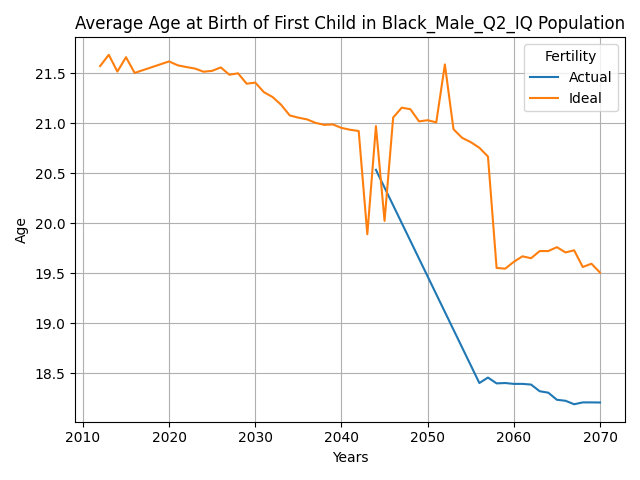 Average Age at Birth of First Child in Black_Male_Q2_IQ Population
Fertility
Actual
Ideal
21.5
21.0
20.5
20.0
19.5
19.0
18.5
Age
2010 2020 2030 2040 2050 2060 2070
Years